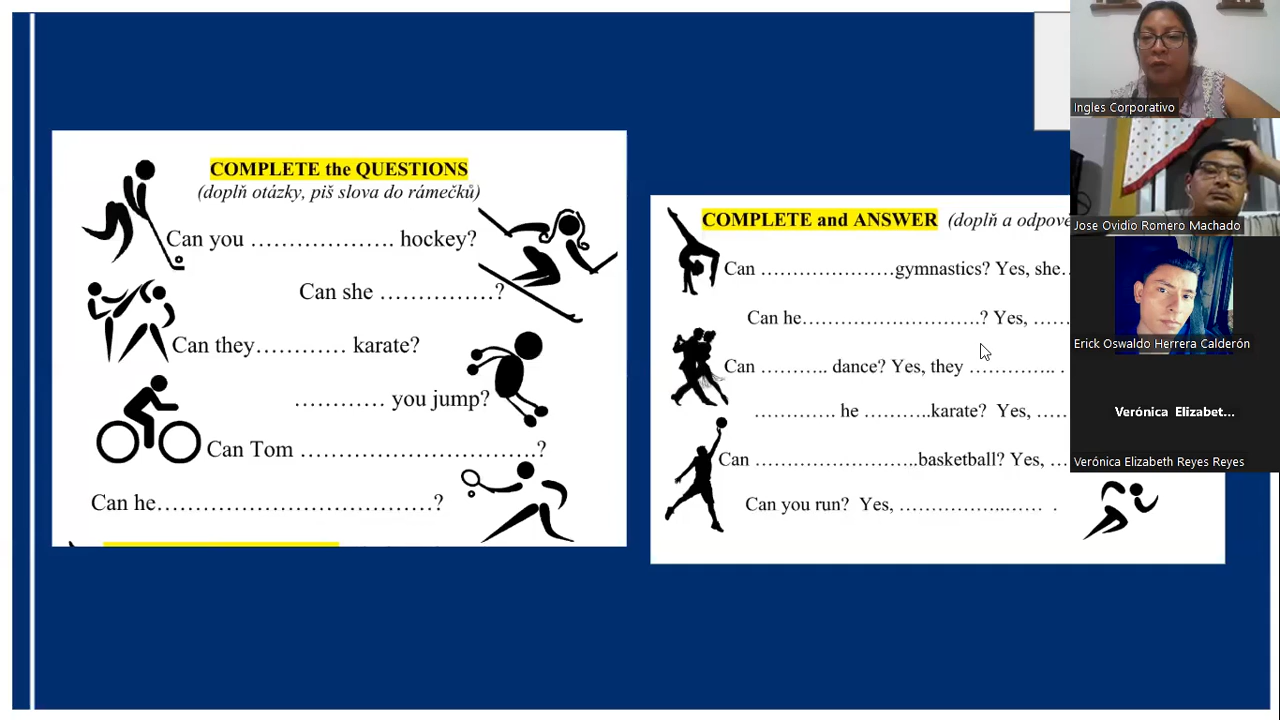 COMPLETE the QUESTIONS
(doplň otázky, piš slova do rámečků)
Can you ………………. hockey?
Can she ……………?
Can they………… karate?
………… you jump?
Can Tom ………………………….?
Can he………………………………?
COMPLETE and ANSWER (doplň a
Can …………………gymnastics? Yes, she…
Can he……………………….? Yes, ……
Can ……….. dance? Yes, they ………….. .
…………. he ………..karate? Yes, ……
Can ……………………..basketball? Yes, …
Can you run? Yes, ……………...…… .
Ingles Corporativo
Jose Ovidio Romero Machado
Erick Oswaldo Herrera Calderón
Verónica Elizabet...
Verónica Elizabeth Reyes Reyes